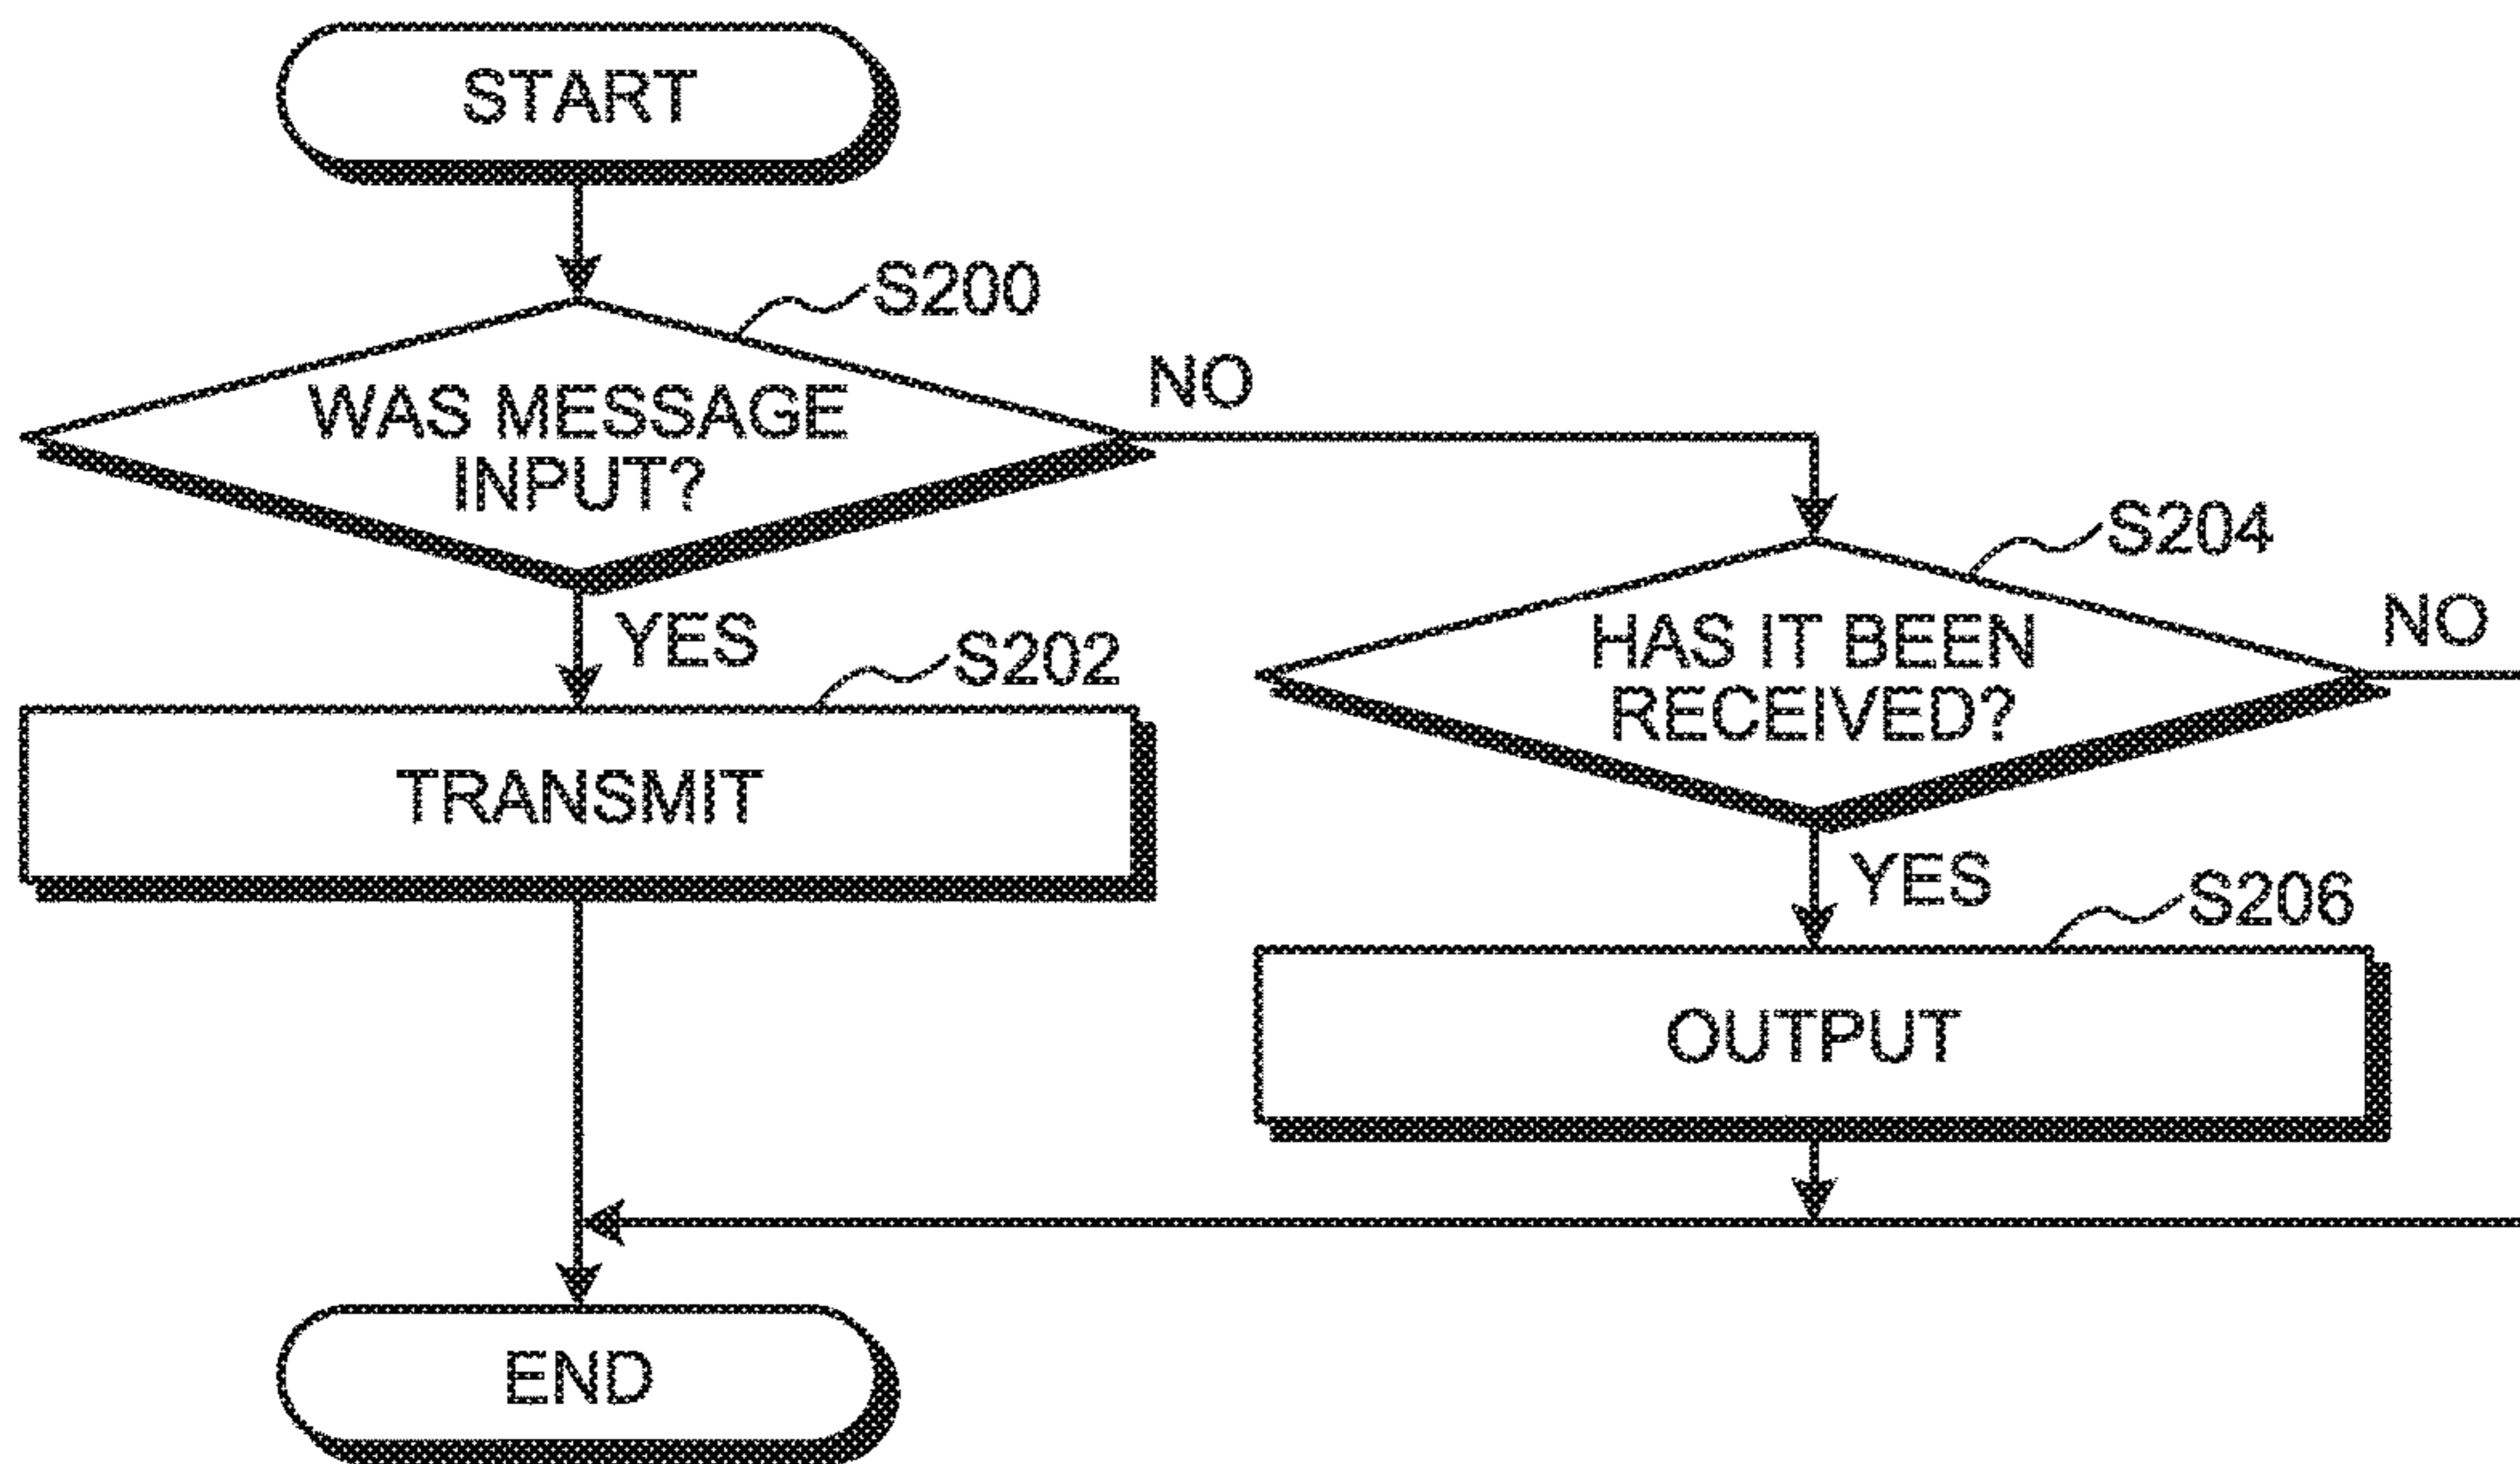 START
S200
WAS MESSAGE
INPUT?
NO
YES
S202
TRANSMIT
S204
HAS IT BEEN
RECEIVED?
NO
YES
S206
OUTPUT
END